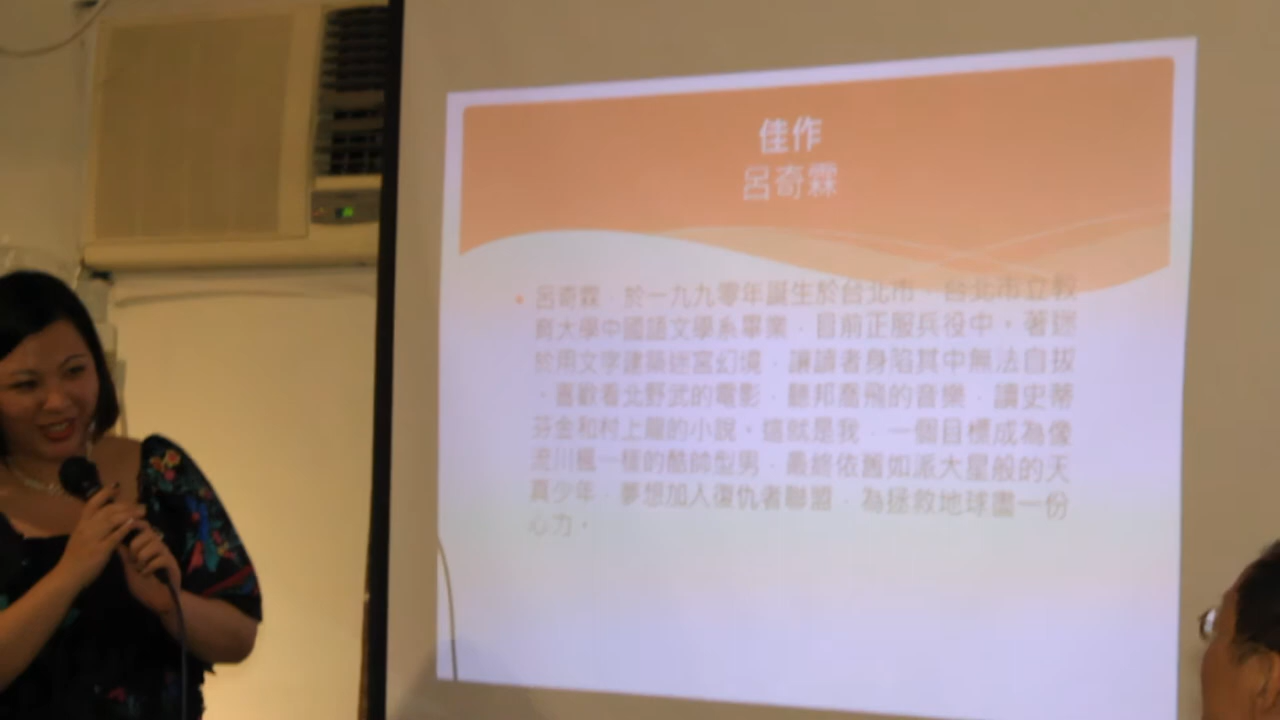 佳作
呂奇霖
呂奇霖，於一九九零年誕生於台北市。台北市立教
育大學中國語文學系畢業，目前正服兵役中。著迷
於用文字建築迷宮幻境，讓讀者身陷其中無法自拔
。喜歡看北野武的電影，聽邦喬飛的音樂，讀史蒂
芬金和村上龍的小說。這就是我，一個目標成為像
流川楓一樣的酷帥型男，最終依舊如派大星般的天
真少年，夢想加入復仇者聯盟，為拯救地球盡一份
心力。